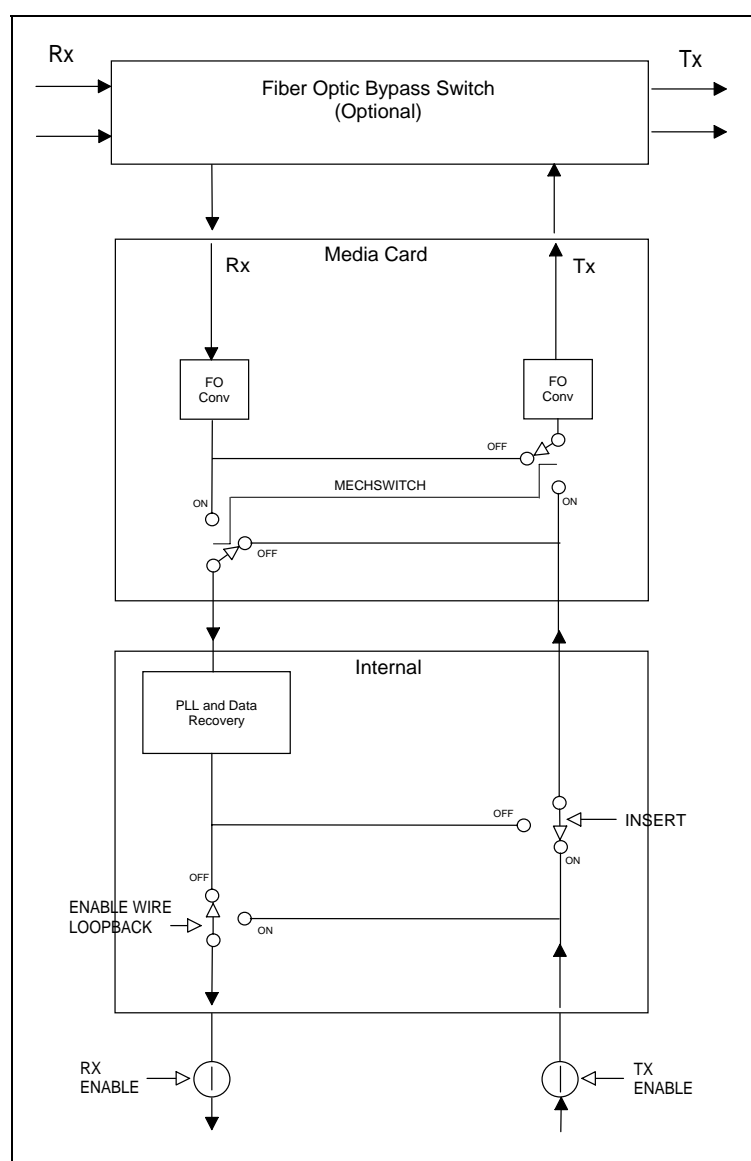 Rx
Tx
Fiber Optic Bypass Switch
(Optional)
Media Card
Rx
Tx
FO
Conv
FO
Conv
OFF
MECHSWITCH
ON
ON
OFF
Internal
PLL and Data
Recovery
OFF
INSERT
ON
OFF
ENABLE WIRE
LOOPBACK
ON
RX
ENABLE
TX
ENABLE